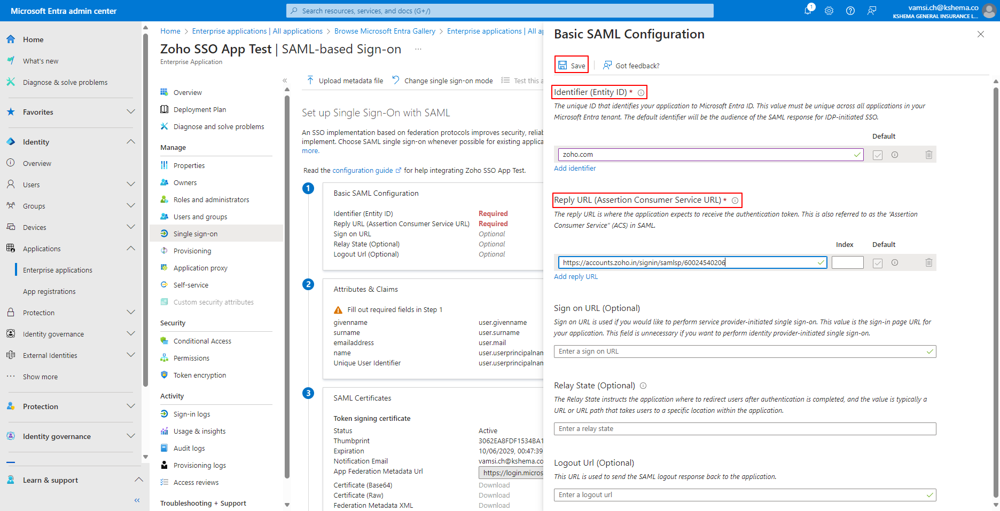 Microsoft Entra admin center
Search resources, services, and docs (G+/)
1
vamsi.ch@kshema.co
KSHEMA GENERAL INSURANCE L...
Home
What's new
Diagnose & solve problems
Favorites
Identity
Overview
Users
Groups
Devices
Applications
Enterprise applications
App registrations
Protection
Identity governance
External Identities
Show more
Protection
Identity governance
Learn & support
Home > Enterprise applications | All applications > Browse Microsoft Entra Gallery > Enterprise applications | All ap
Zoho SSO App Test | SAML-based Sign-on ...
Enterprise Application
Overview
Deployment Plan
Diagnose and solve problems
Manage
Properties
Owners
Roles and administrators
Users and groups
Single sign-on
Provisioning
Application proxy
Self-service
Custom security attributes
Security
Conditional Access
Permissions
Token encryption
Activity
Sign-in logs
Usage & insights
Audit logs
Provisioning logs
Access reviews
Troubleshooting + Support
Upload metadata file Change single sign-on mode Test this a
Set up Single Sign-On with SAML
An SSO implementation based on federation protocols improves security, reliab
implement. Choose SAML single sign-on whenever possible for existing applica
more.
Read the configuration guide for help integrating Zoho SSO App Test.
1
Basic SAML Configuration
Identifier (Entity ID) Required
Reply URL (Assertion Consumer Service URL) Required
Sign on URL Optional
Relay State (Optional) Optional
Logout Url (Optional) Optional
2
Attributes & Claims
Fill out required fields in Step 1
givenname user.givenname
surname user.surname
emailaddress user.mail
name user.userprincipalnam
Unique User Identifier user.userprincipalnam
3
SAML Certificates
Token signing certificate
Status Active
Thumbprint 3062EA8FDF1534BA1
Expiration 10/06/2029, 00:47:39
Notification Email vamsi.ch@kshema.co
App Federation Metadata Url https://login.micros
Certificate (Base64) Download
Certificate (Raw) Download
Federation Metadata XML Download
Basic SAML Configuration
Save Got feedback?
Identifier (Entity ID) *
The unique ID that identifies your application to Microsoft Entra ID. This value must be unique across all applications in your
Microsoft Entra tenant. The default identifier will be the audience of the SAML response for IDP-initiated SSO.
Default
zoho.com
Add identifier
Reply URL (Assertion Consumer Service URL) *
The reply URL is where the application expects to receive the authentication token. This is also referred to as the "Assertion
Consumer Service" (ACS) in SAML.
Index Default
https://accounts.zoho.in/signin/samlsp/60024540206
Add reply URL
Sign on URL (Optional)
Sign on URL is used if you would like to perform service provider-initiated single sign-on. This value is the sign-in page URL for
your application. This field is unnecessary if you want to perform identity provider-initiated single sign-on.
Enter a sign on URL
Relay State (Optional)
The Relay State instructs the application where to redirect users after authentication is completed, and the value is typically a
URL or URL path that takes users to a specific location within the application.
Enter a relay state
Logout Url (Optional)
This URL is used to send the SAML logout response back to the application.
Enter a logout url